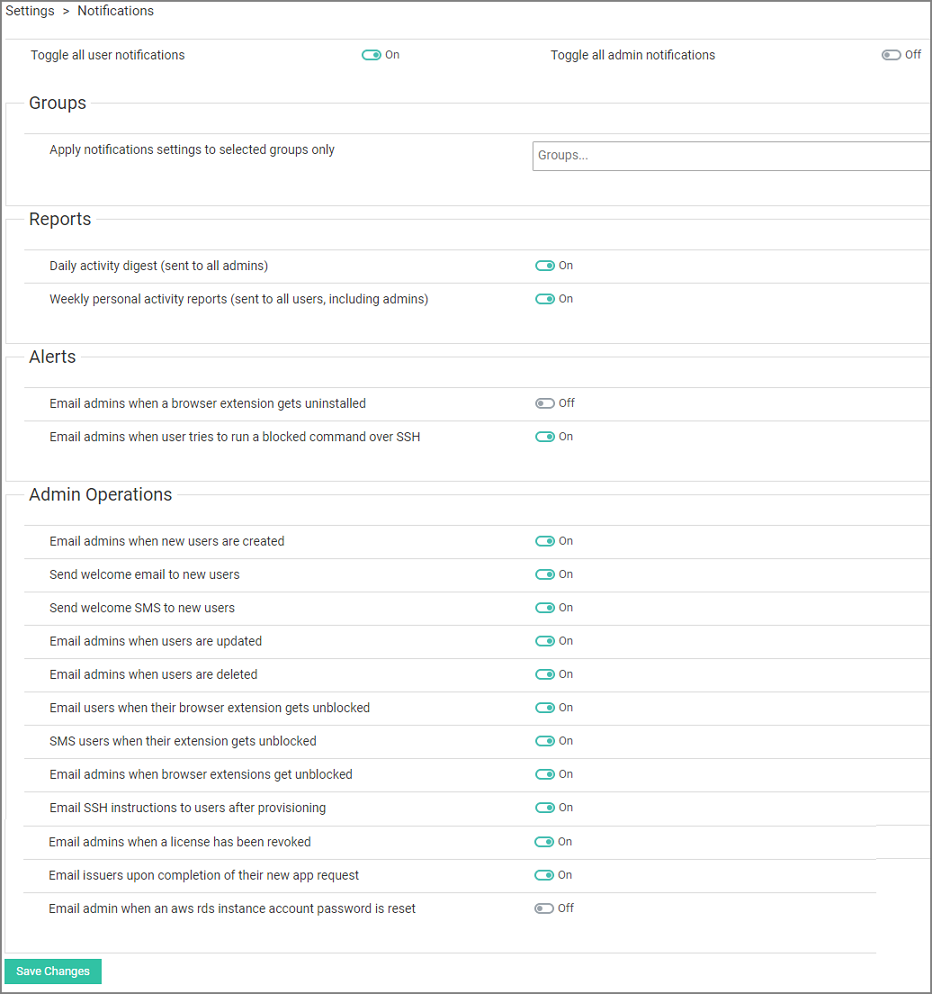 Settings > Notifications
Toggle all user notifications On Toggle all admin notifications Off
Groups
Apply notifications settings to selected groups only Groups...
Reports
Daily activity digest (sent to all admins) On
Weekly personal activity reports (sent to all users, including admins) On
Alerts
Email admins when a browser extension gets uninstalled Off
Email admins when user tries to run a blocked command over SSH On
Admin Operations
Email admins when new users are created On
Send welcome email to new users On
Send welcome SMS to new users On
Email admins when users are updated On
Email admins when users are deleted On
Email users when their browser extension gets unblocked On
SMS users when their extension gets unblocked On
Email admins when browser extensions get unblocked On
Email SSH instructions to users after provisioning On
Email admins when a license has been revoked On
Email issuers upon completion of their new app request On
Email admin when an aws rds instance account password is reset Off
Save Changes